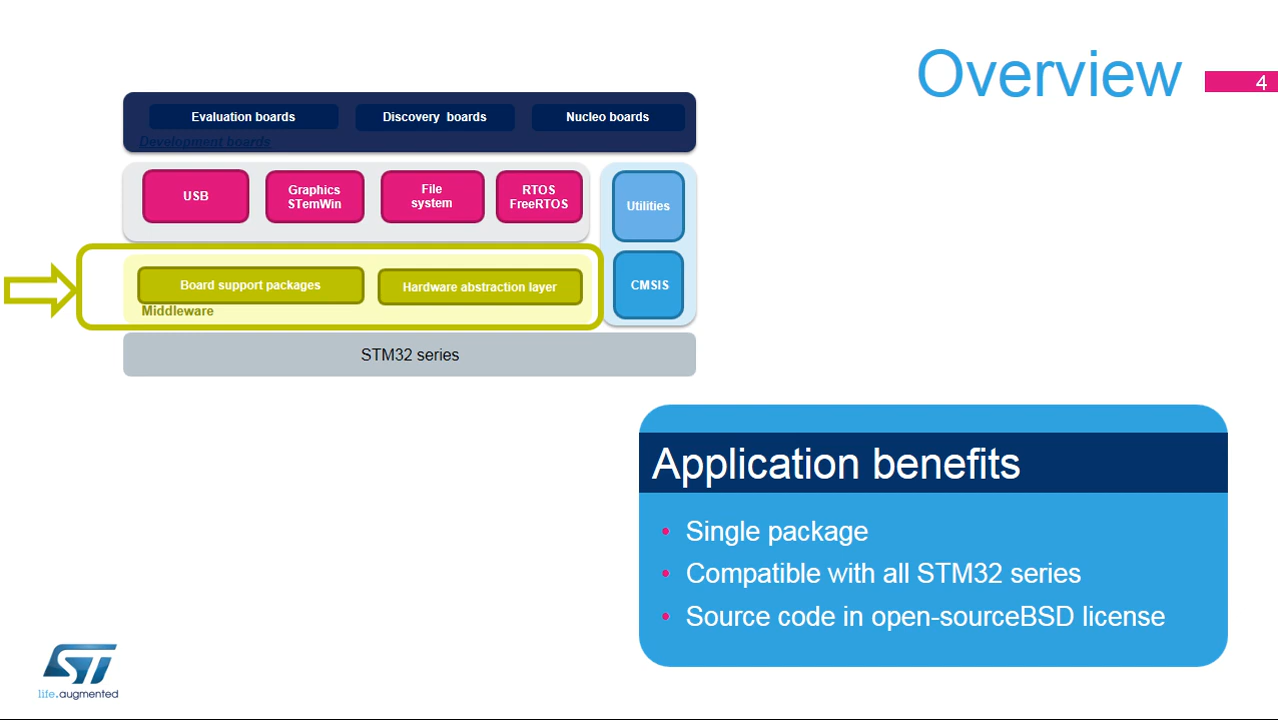 Overview
4
Evaluation boards
Discovery  boards
Nucleo boards
Development boards
USB
Graphics
STemWin
File
system
RTOS
FreeRTOS
Utilities
Board support packages
Hardware abstraction layer
CMSIS
Middleware
STM32 series
Application benefits
• Single package
• Compatible with all STM32 series
• Source code in open-sourceBSD license
ST
life.augmented